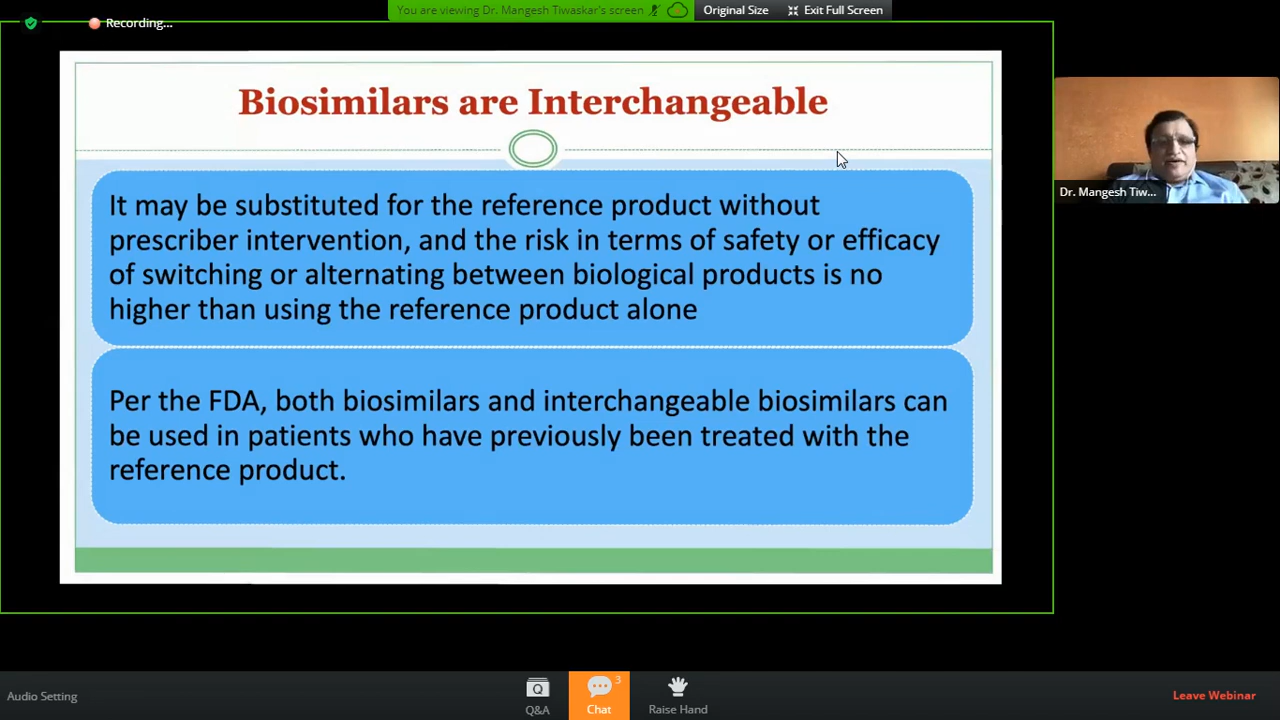 You are viewing Dr. Mangesh Tiwaskar's screen
Original Size
Exit Full Screen
Recording...
Biosimilars are Interchangeable
It may be substituted for the reference product without
prescriber intervention, and the risk in terms of safety or efficacy
of switching or alternating between biological products is no
higher than using the reference product alone
Per the FDA, both biosimilars and interchangeable biosimilars can
be used in patients who have previously been treated with the
reference product.
Dr. Mangesh Tiw...
Audio Setting
Q
Q&A
3
Chat
Raise Hand
Leave Webinar